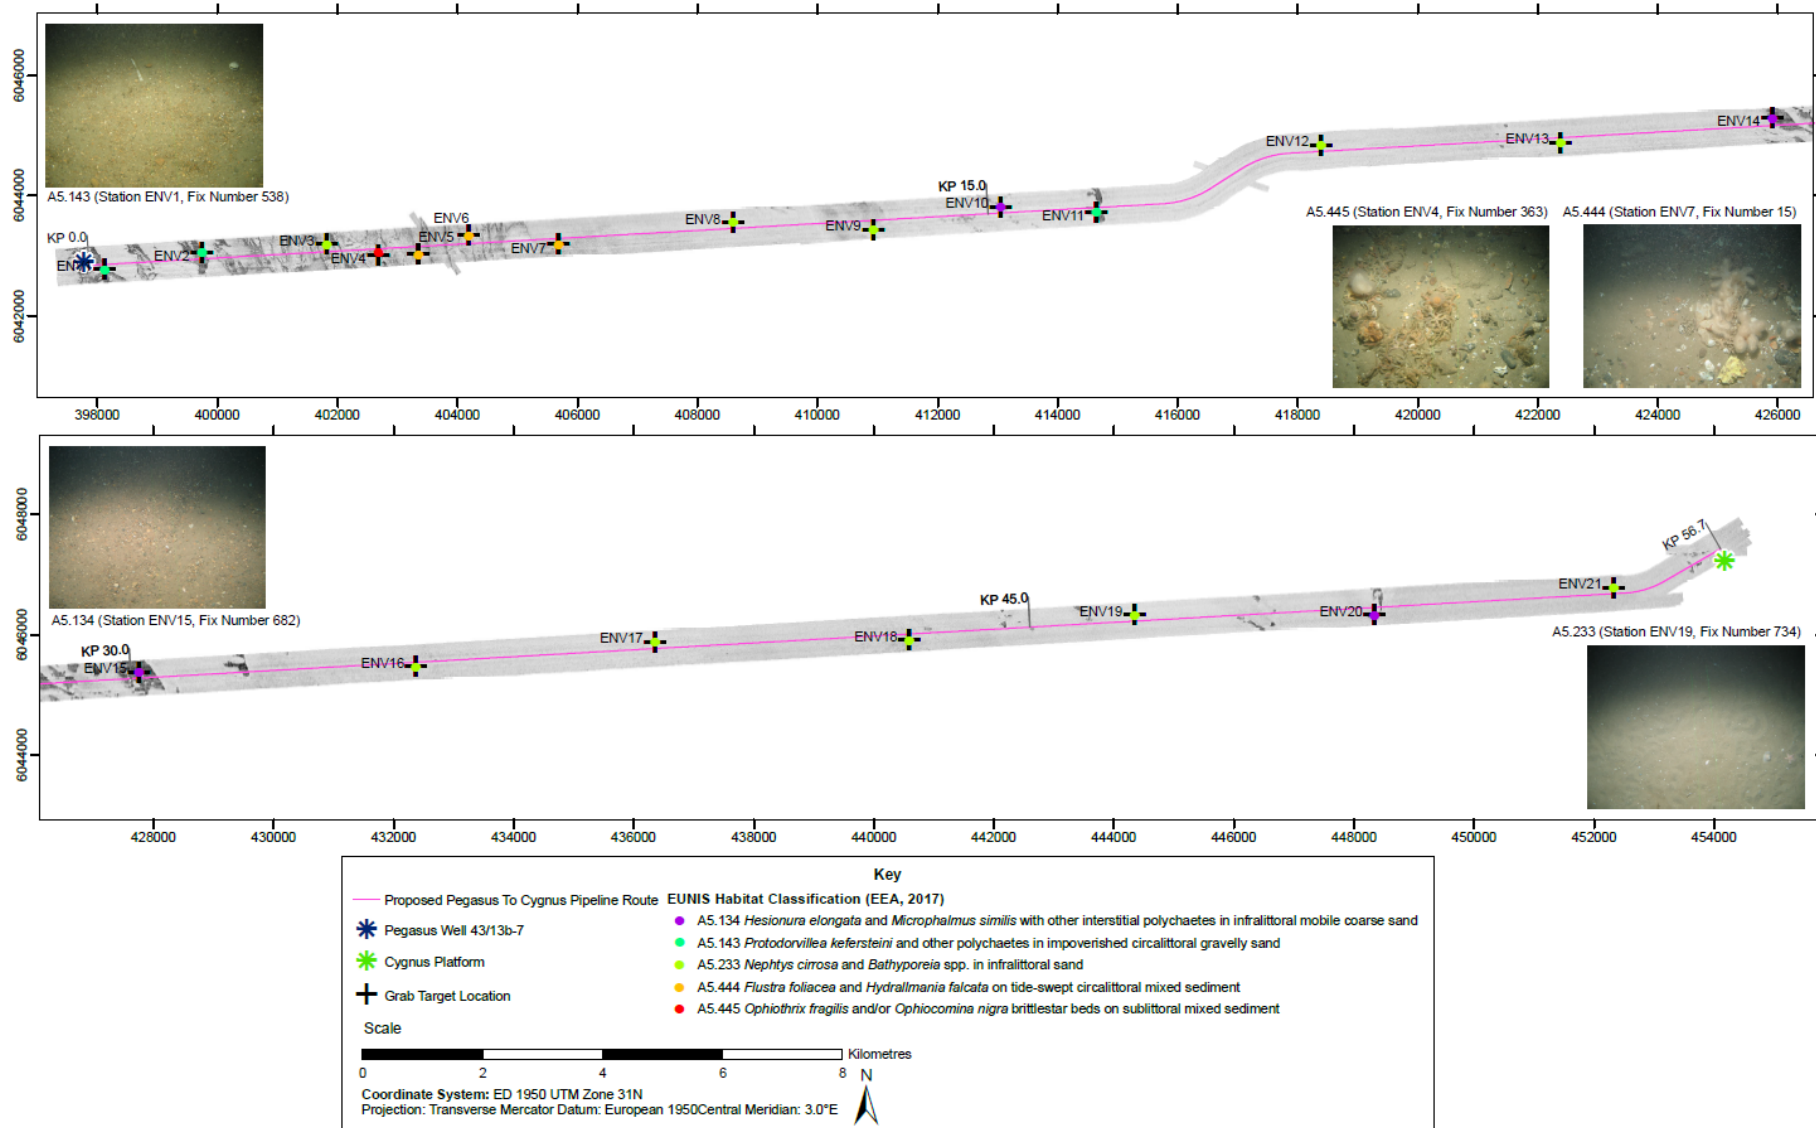 6046000
6044000
6042000
A5.143 (Station ENV1, Fix Number 538)
KP 0.0
ENV2
ENV3
ENV4
ENV5
ENV6
ENV7
ENV8
ENV9
KP 15.0
ENV10
ENV11
ENV12
ENV13
ENV14
A5.445 (Station ENV4, Fix Number 363)
A5.444 (Station ENV7, Fix Number 15)
398000 400000 402000 404000 406000 408000 410000 412000 414000 416000 418000 420000 422000 424000 426000
6048000
6046000
6044000
A5.134 (Station ENV15, Fix Number 682)
KP 30.0
ENV15
ENV16
ENV17
ENV18
KP 45.0
ENV19
ENV20
ENV21
KP 56.7
A5.233 (Station ENV19, Fix Number 734)
428000 430000 432000 434000 436000 438000 440000 442000 444000 446000 448000 450000 452000 454000
Key
Proposed Pegasus To Cygnus Pipeline Route
Pegasus Well 43/13b-7
Cygnus Platform
Grab Target Location
EUNIS Habitat Classification (EEA, 2017)
A5.134 Hesionura elongata and Microphalmus similis with other interstitial polychaetes in infralittoral mobile coarse sand
A5.143 Protodorvillea kefersteini and other polychaetes in impoverished circalittoral gravelly sand
A5.233 Nephtys cirrosa and Bathyporeia spp. in infralittoral sand
A5.444 Flustra foliacea and Hydrallmania falcata on tide-swept circalittoral mixed sediment
A5.445 Ophiothrix fragilis and/or Ophiocomina nigra brittlestar beds on sublittoral mixed sediment
Scale
Kilometres
0 2 4 6 8
N
Coordinate System: ED 1950 UTM Zone 31N
Projection: Transverse Mercator Datum: European 1950Central Meridian: 3.0°E